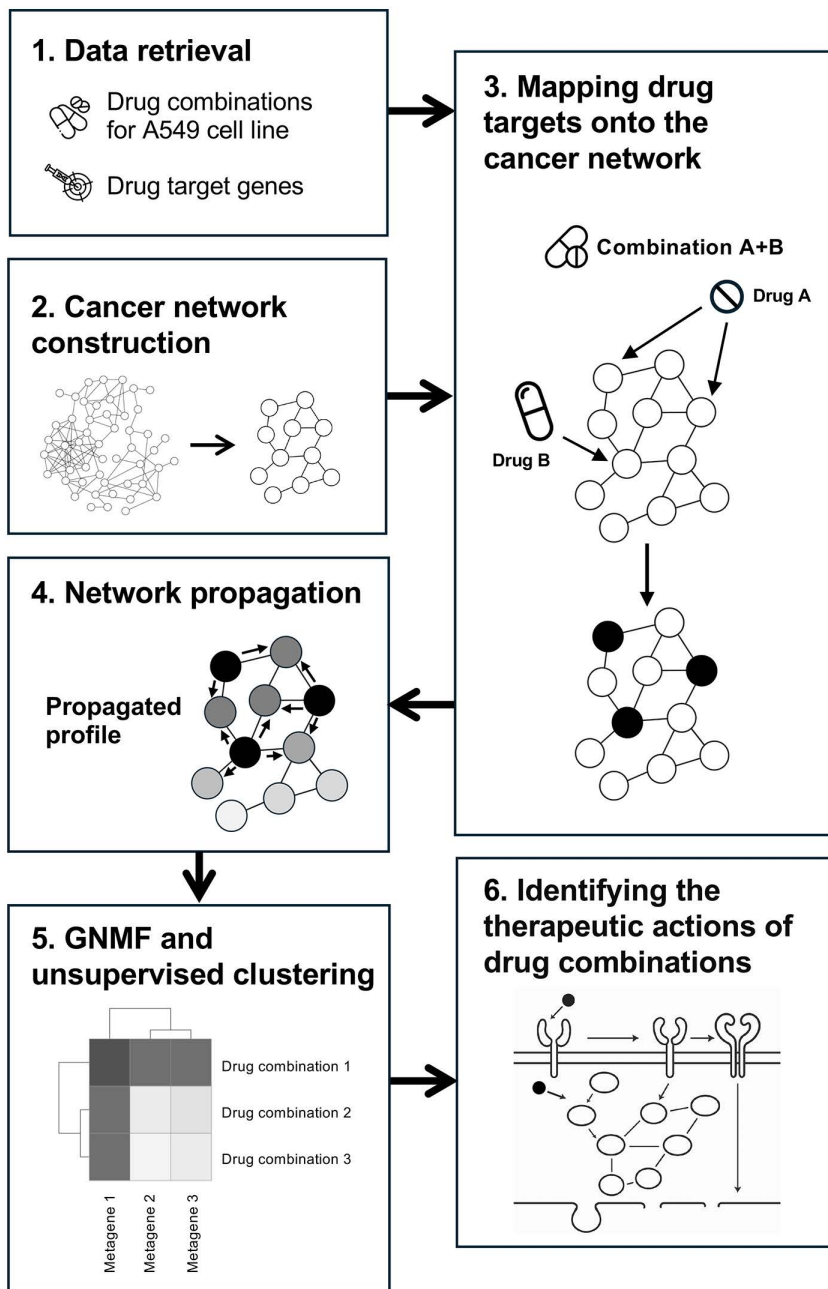 1. Data retrieval
Drug combinations
for A549 cell line
Drug target genes
2. Cancer network
construction
3. Mapping drug
targets onto the
cancer network
Combination A+B
Drug A
Drug B
4. Network propagation
Propagated
profile
5. GNMF and
unsupervised clustering
Drug combination 1
Drug combination 2
Drug combination 3
Metagene 1
Metagene 2
Metagene 3
6. Identifying the
therapeutic actions of
drug combinations